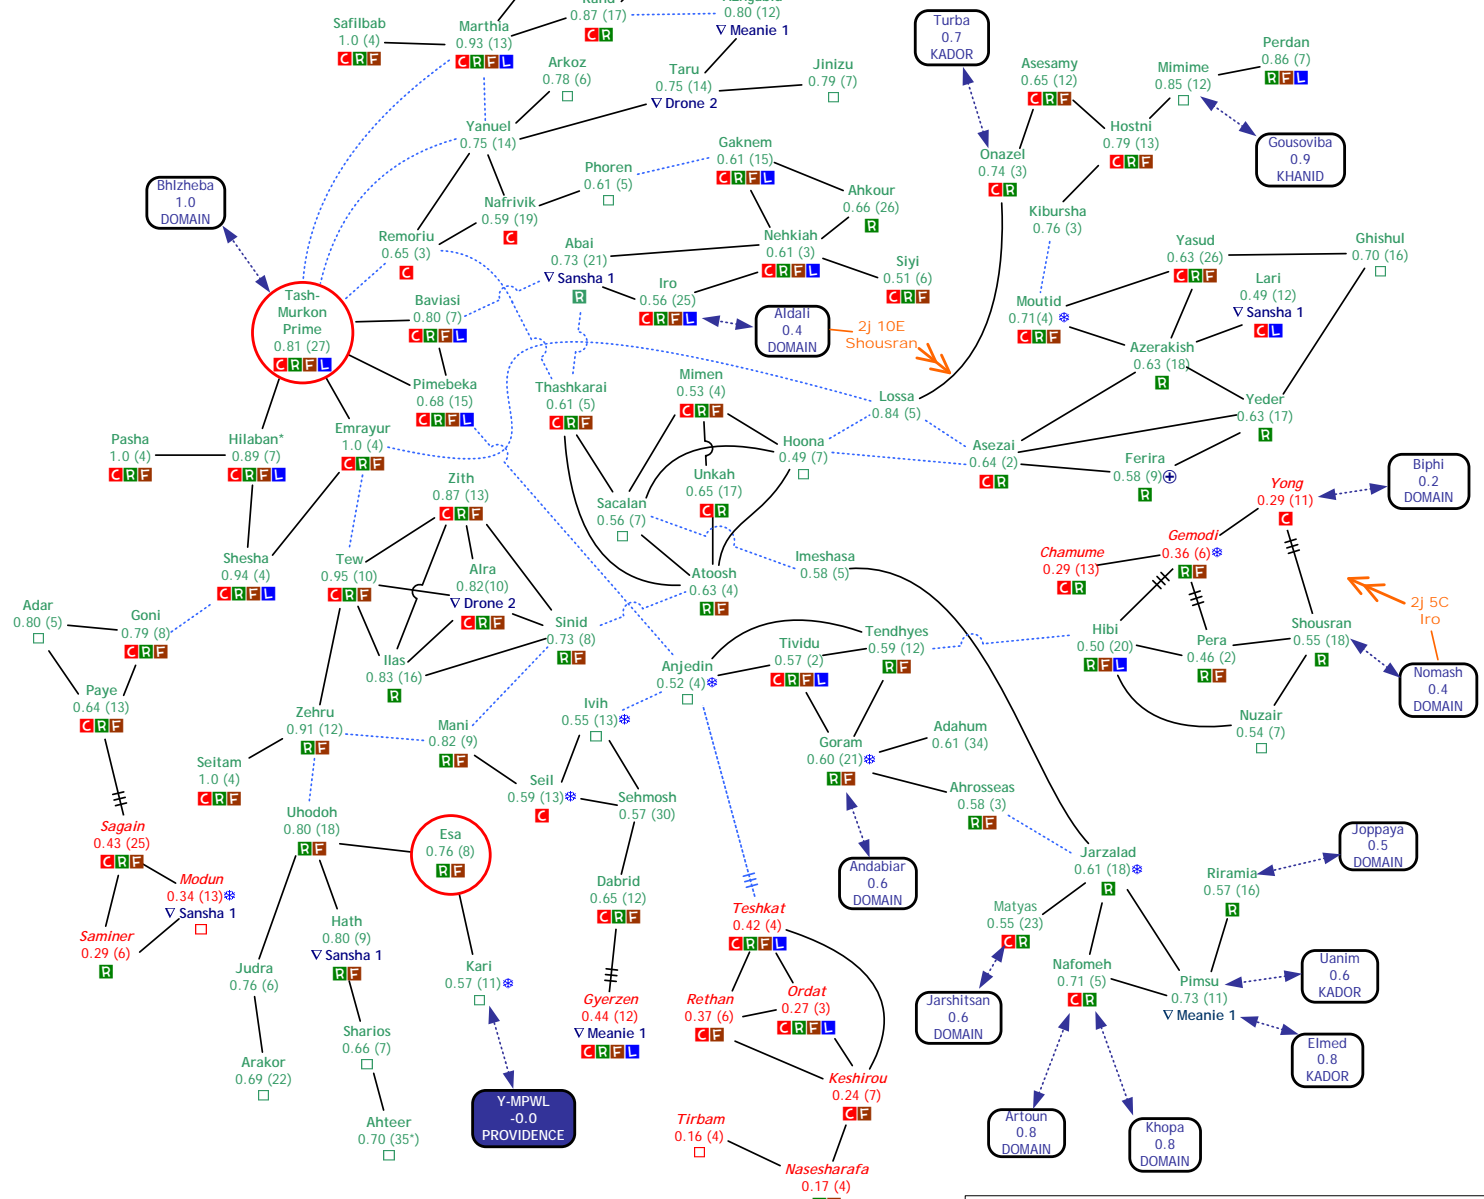 0.87 (17)
C R
0.80 (12)
∇ Meanie 1
Safilbab
1.0 (4)
C R F
Marthia
0.93 (13)
C R F L
Arkoz
0.78 (6)
Taru
0.75 (14)
∇ Drone 2
Jinizu
0.79 (7)
Turba
0.7
KADOR
Asesamy
0.65 (12)
C R F
Mimime
0.85 (12)
Perdan
0.86 (7)
R F L
Yanuel
0.75 (14)
Gaknem
0.61 (15)
C R F L
Onazel
0.74 (3)
C R
Hostni
0.79 (13)
C R F
Gousoviba
0.9
KHANID
Bhlzheba
1.0
DOMAIN
Phoren
0.61 (5)
Nafrivik
0.59 (19)
C
Ahkour
0.66 (26)
R
Kibursha
0.76 (3)
Remoriu
0.65 (3)
C
Abai
0.73 (21)
∇ Sansha 1
R
Nehkiah
0.61 (3)
C R F L
Siyi
0.51 (6)
C R F
Yasud
0.63 (26)
C R F
Ghishul
0.70 (16)
Tash-
Murkon
Prime
0.81 (27)
C R F L
Baviasi
0.80 (7)
C R F L
Iro
0.56 (25)
C R F L
Aldali
0.4
DOMAIN
2j 10E
Shousran
Moutid
0.71(4)
C R F
Lari
0.49 (12)
∇ Sansha 1
C L
Azerakish
0.63 (18)
R
Pimebeka
0.68 (15)
C R F L
Thashkarai
0.61 (5)
C R F
Mimen
0.53 (4)
C R F
Lossa
0.84 (5)
Yeder
0.63 (17)
R
Pasha
1.0 (4)
C R F
Hilaban*
0.89 (7)
C R F L
Emrayur
1.0 (4)
C R F
Hoona
0.49 (7)
Asezai
0.64 (2)
C R
Ferira
0.58 (9)
R
Zith
0.87 (13)
C R F
Unkah
0.65 (17)
C R
Sacalan
0.56 (7)
Yong
0.29 (11)
C
Biphi
0.2
DOMAIN
Shesha
0.94 (4)
C R F L
Tew
0.95 (10)
C R F
Alra
0.82(10)
∇ Drone 2
C R F
Atoosh
0.63 (4)
R F
Imeshasa
0.58 (5)
Chamume
0.29 (13)
C R
Gemodi
0.36 (6)
R F
Adar
0.80 (5)
Goni
0.79 (8)
C R F
Sinid
0.73 (8)
R F
2j 5C
Iro
Ilas
0.83 (16)
R
Anjedin
0.52 (4)
Tividu
0.57 (2)
C R F L
Tendhyes
0.59 (12)
R F
Hibi
0.50 (20)
R F L
Pera
0.46 (2)
R F
Shousran
0.55 (18)
R
Nomash
0.4
DOMAIN
Paye
0.64 (13)
C R F
Zehru
0.91 (12)
R F
Mani
0.82 (9)
R F
Ivih
0.55 (13)
Goram
0.60 (21)
R F
Adahum
0.61 (34)
Nuzair
0.54 (7)
Seitam
1.0 (4)
C R F
Seil
0.59 (13)
C
Sehmosh
0.57 (30)
Ahrosseas
0.58 (3)
R F
Sagain
0.43 (25)
C R F
Uhodoh
0.80 (18)
R F
Esa
0.76 (8)
R F
Andabiar
0.6
DOMAIN
Jarzalad
0.61 (18)
R
Joppaya
0.5
DOMAIN
Modun
0.34 (13)
∇ Sansha 1
Dabrid
0.65 (12)
C R F
Riramia
0.57 (16)
R
Saminer
0.29 (6)
R
Hath
0.80 (9)
∇ Sansha 1
R F
Teshkat
0.42 (4)
C R F L
Matyas
0.55 (23)
C R
Judra
0.76 (6)
Kari
0.57 (11)
Gyerzen
0.44 (12)
∇ Meanie 1
C R F L
Rethan
0.37 (6)
C F
Ordat
0.27 (3)
C R F L
Jarshitsan
0.6
DOMAIN
Nafomeh
0.71 (5)
C R
Pimsu
0.73 (11)
∇ Meanie 1
Uanim
0.6
KADOR
Sharios
0.66 (7)
Elmed
0.8
KADOR
Arakor
0.69 (22)
Keshirou
0.24 (7)
C F
Y-MPWL
-0.0
PROVIDENCE
Ahteer
0.70 (35*)
Tirbam
0.16 (4)
Artoun
0.8
DOMAIN
Khopa
0.8
DOMAIN
Nasesharafa
0.17 (4)